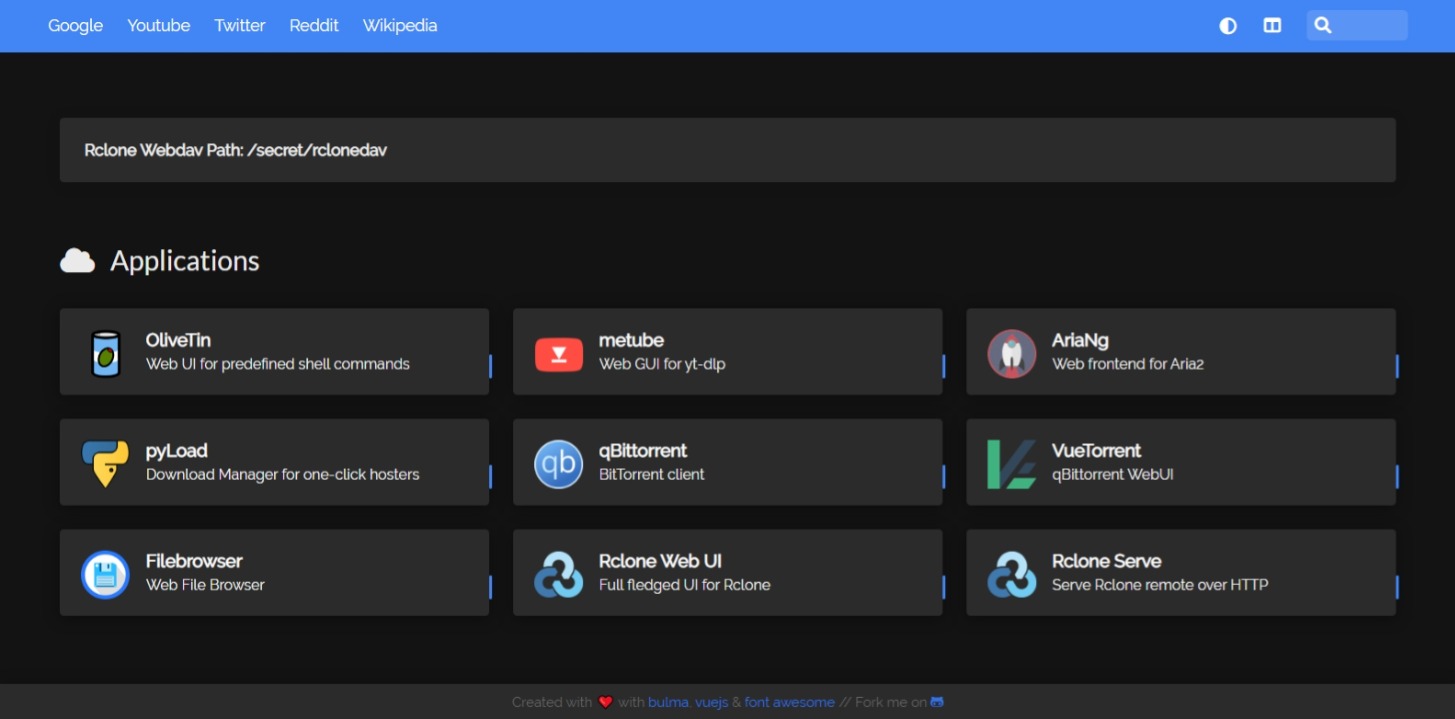 Google Youtube Twitter Reddit Wikipedia
Rclone Webdav Path: /secret/rclonedav
Applications
OliveTin
Web UI for predefined shell commands
metube
Web GUI for yt-dlp
AriaNg
Web frontend for Aria2
pyLoad
Download Manager for one-click hosters
qb
qBittorrent
BitTorrent client
VueTorrent
qBittorrent WebUI
Filebrowser
Web File Browser
Rclone Web UI
Full fledged UI for Rclone
Rclone Serve
Serve Rclone remote over HTTP
Created with ❤️ with bulma, vuejs & font awesome // Fork me on